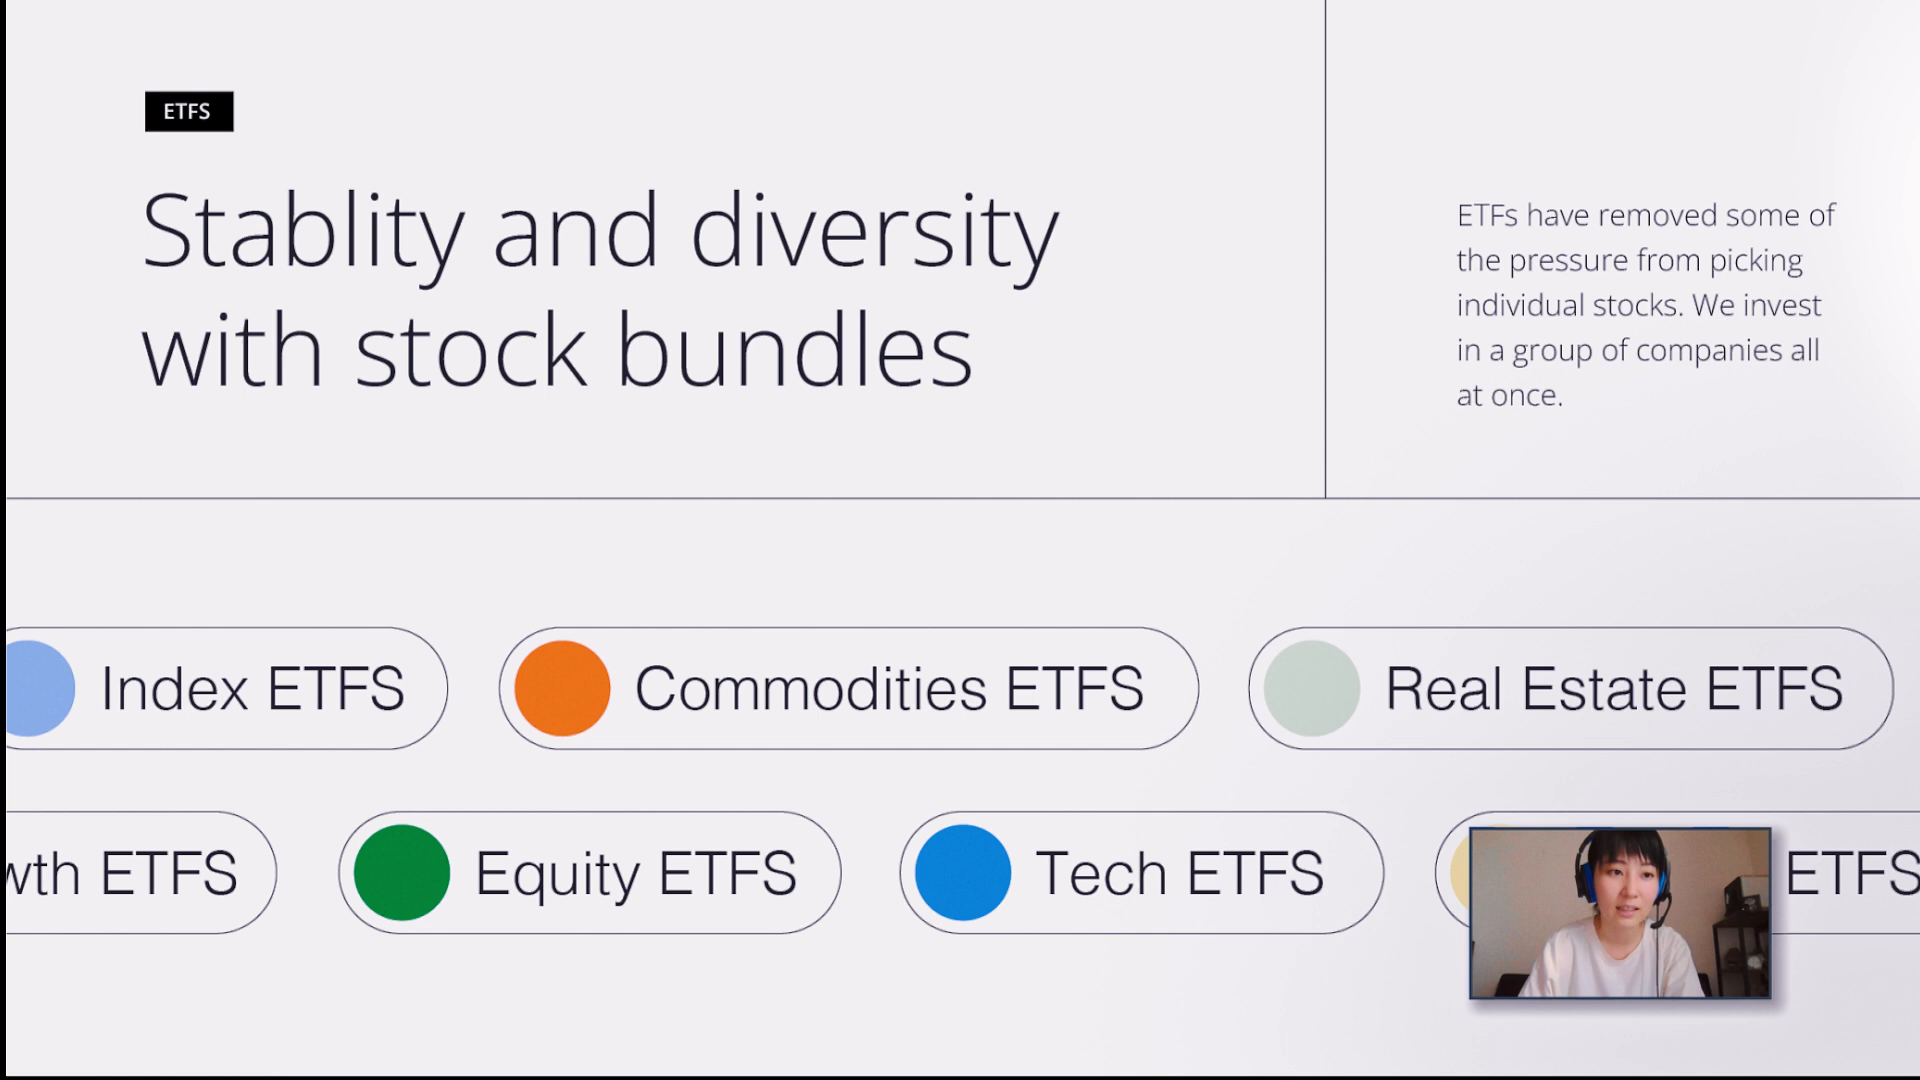 ETFS
Stablity and diversity
with stock bundles
ETFs have removed some of
the pressure from picking
individual stocks. We invest
in a group of companies all
at once.
Index ETFS
Commodities ETFS
Real Estate ETFS
wth ETFS
Equity ETFS
Tech ETFS
ETFS